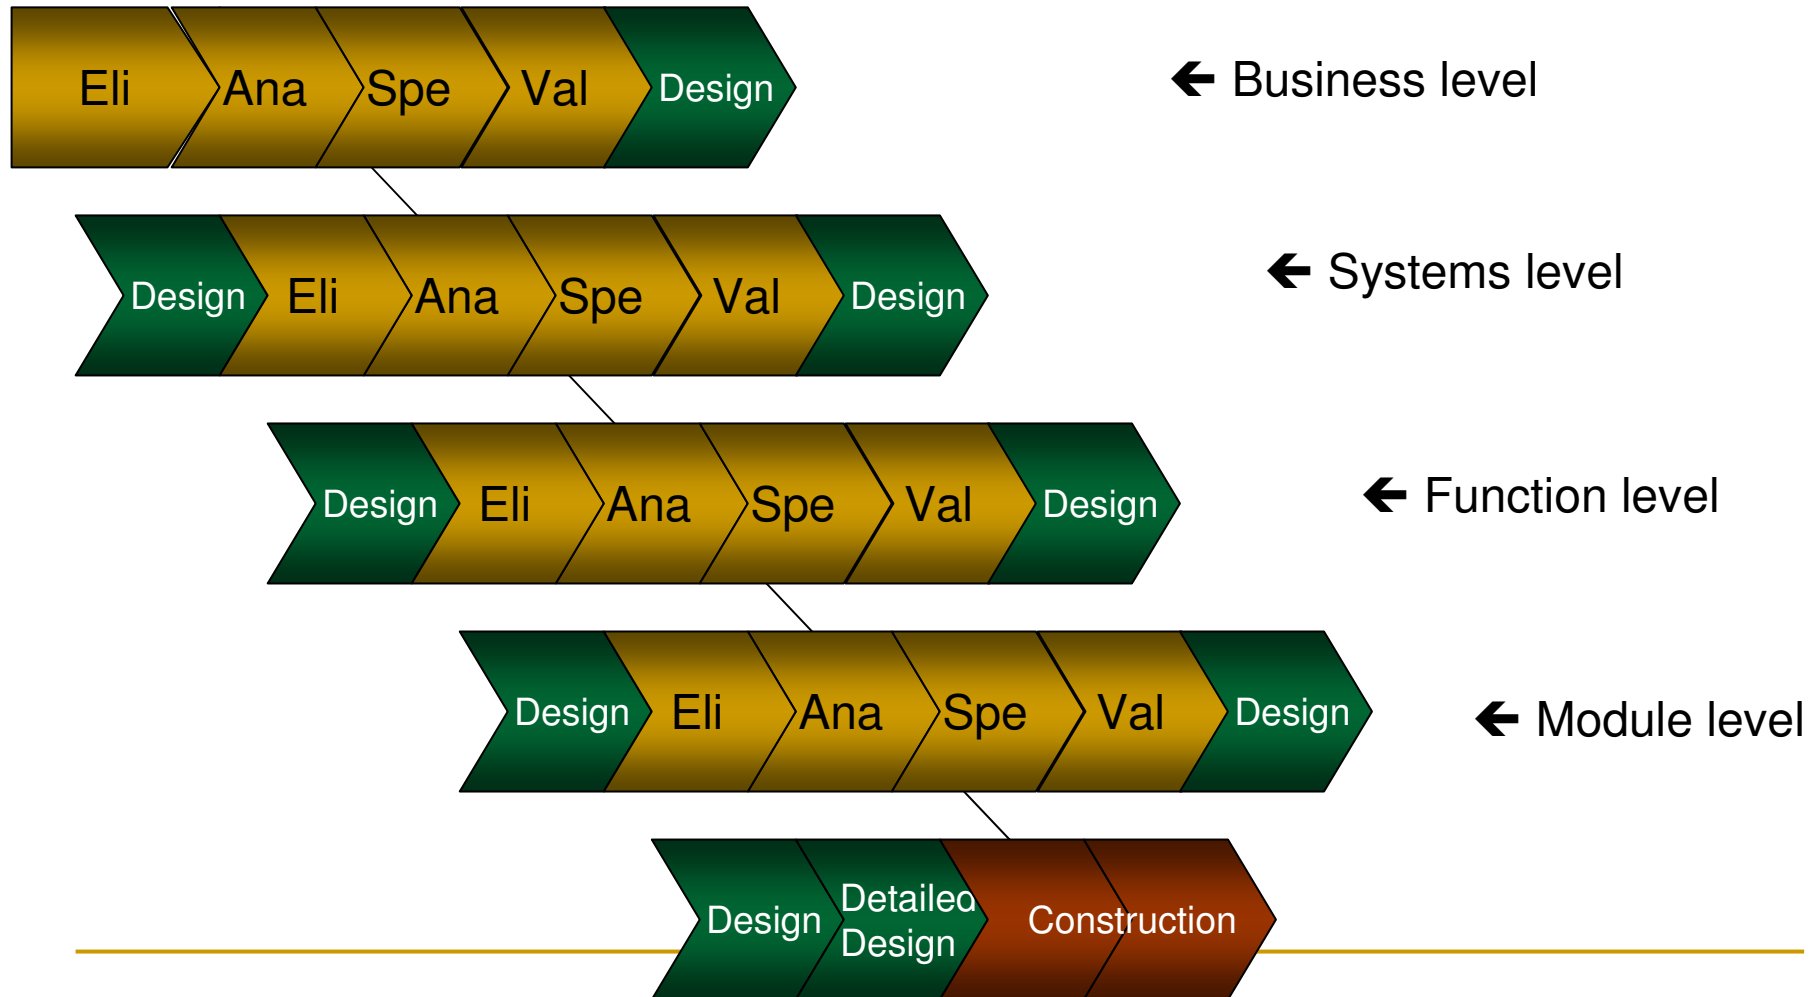 Eli Ana Spe Val Design 🡸 Business level
Design Eli Ana Spe Val Design 🡸 Systems level
Design Eli Ana Spe Val Design 🡸 Function level
Design Eli Ana Spe Val Design 🡸 Module level
Design Detailed Construction
Design